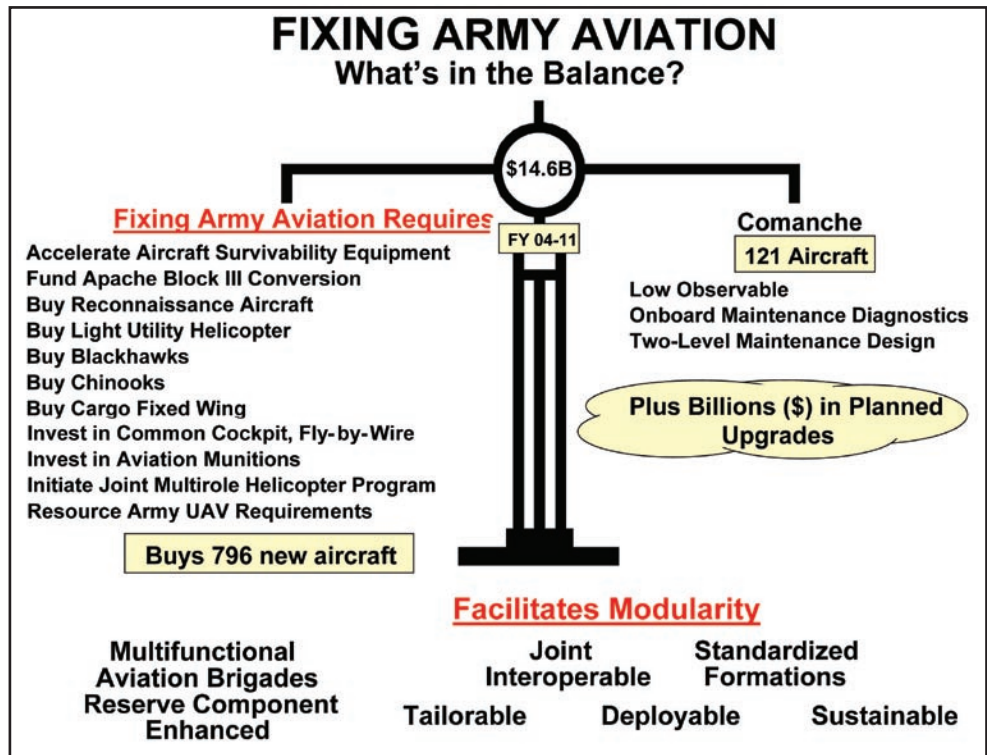 FIXING ARMY AVIATION
What's in the Balance?
$14.6B
FY 04-11
Fixing Army Aviation Requires
Accelerate Aircraft Survivability Equipment
Fund Apache Block III Conversion
Buy Reconnaissance Aircraft
Buy Light Utility Helicopter
Buy Blackhawks
Buy Chinooks
Buy Cargo Fixed Wing
Invest in Common Cockpit, Fly-by-Wire
Invest in Aviation Munitions
Initiate Joint Multirole Helicopter Program
Resource Army UAV Requirements
Buys 796 new aircraft
Comanche
121 Aircraft
Low Observable
Onboard Maintenance Diagnostics
Two-Level Maintenance Design
Plus Billions ($) in Planned
Upgrades
Facilitates Modularity
Multifunctional
Aviation Brigades
Reserve Component
Enhanced
Joint
Interoperable
Standardized
Formations
Tailorable
Deployable
Sustainable